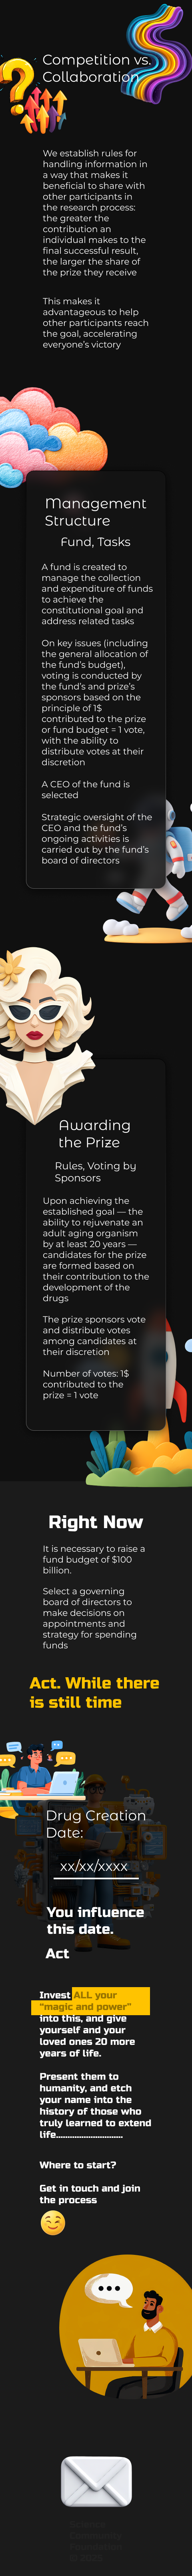 Competition vs.
Collaboration
We establish rules for
handling information in
a way that makes it
beneficial to share with
other participants in
the research process:
the greater the
contribution an
individual makes to the
final successful result,
the larger the share of
the prize they receive
This makes it
advantageous to help
other participants reach
the goal, accelerating
everyone's victory
Management
Structure
Fund, Tasks
A fund is created to
manage the collection
and expenditure of funds
to achieve the
constitutional goal and
address related tasks
On key issues (including
the general allocation of
the fund's budget),
voting is conducted by
the fund's and prize's
sponsors based on the
principle of 1$
contributed to the prize
or fund budget = 1 vote,
with the ability to
distribute votes at their
discretion
A CEO of the fund is
selected
Strategic oversight of the
CEO and the fund's
ongoing activities is
carried out by the fund's
board of directors
Awarding
the Prize
Rules, Voting by
Sponsors
Upon achieving the
established goal — the
ability to rejuvenate an
adult aging organism
by at least 20 years —
candidates for the prize
are formed based on
their contribution to the
development of the
drugs
The prize sponsors vote
and distribute votes
among candidates at
their discretion
Number of votes: 1$
contributed to the
prize = 1 vote
Right Now
It is necessary to raise a
fund budget of $100
billion.
Select a governing
board of directors to
make decisions on
appointments and
strategy for spending
funds
Act. While there
is still time
Drug Creation
Date:
xx/xx/xxxx
You influence
this date.
Act
Invest ALL your
"magic and power"
into this, and give
yourself and your
loved ones 20 more
years of life.
Present them to
humanity, and etch
your name into the
history of those who
truly learned to extend
life.............................
Where to start?
Get in touch and join
the process